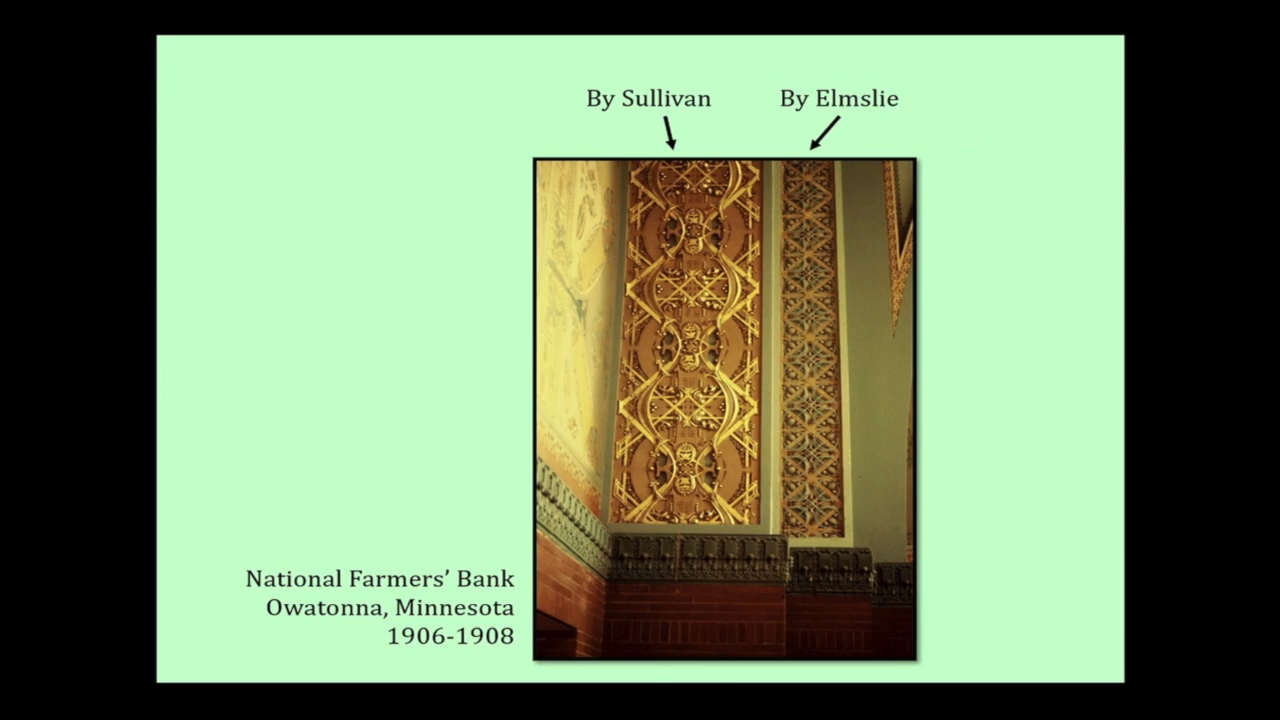 By Sullivan
By Elmslie
National Farmers’ Bank
Owatonna, Minnesota
1906-1908